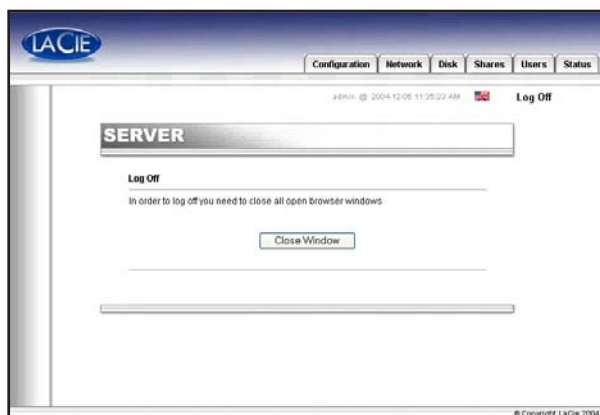 LACIE
Configuration Network Disk Shares Users Status
admin @ 2004-12-06 11:35:23 AM Log Off
SERVER
Log Off
In order to log off you need to close all open browser windows
Close Window
© Copyright LaCie 2004